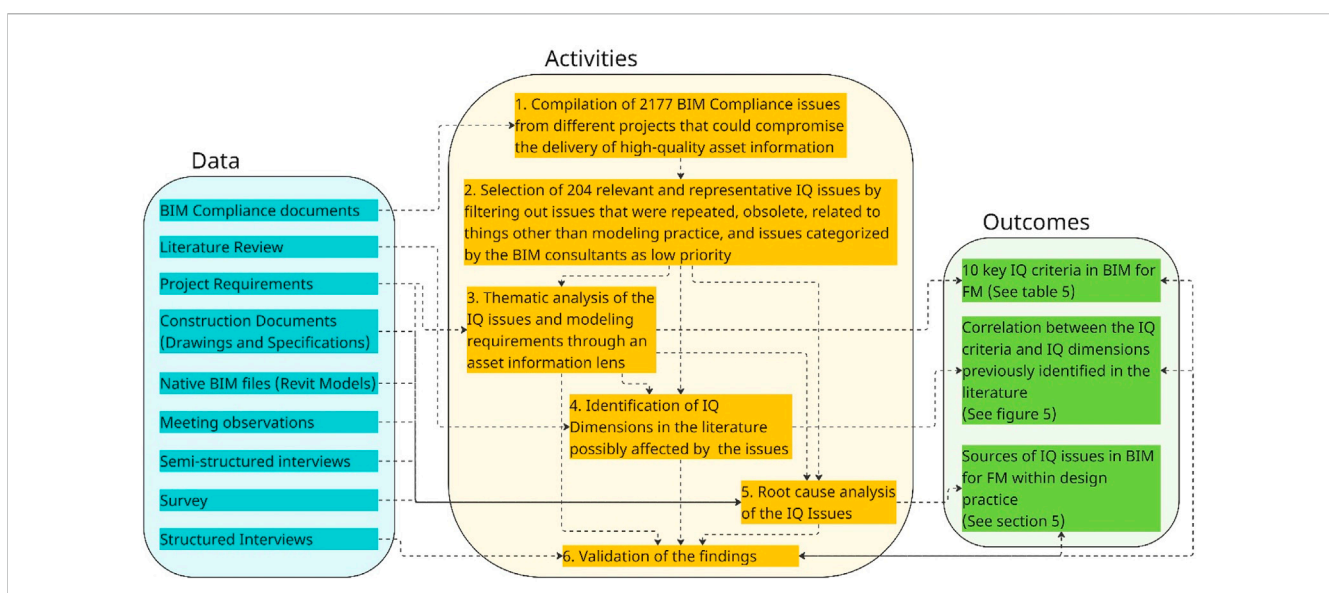 Data
BIM Compliance documents
Literature Review
Project Requirements
Construction Documents
(Drawings and Specifications)
Native BIM files (Revit Models)
Meeting observations
Semi-structured interviews
Survey
Structured Interviews
Activities
1. Compilation of 2177 BIM Compliance issues
from different projects that could compromise
the delivery of high-quality asset information
2. Selection of 204 relevant and representative IQ issues by
filtering out issues that were repeated, obsolete, related to
things other than modeling practice, and issues categorized
by the BIM consultants as low priority
3. Thematic analysis of the
IQ issues and modeling
requirements through an
asset information lens
4. Identification of IQ
Dimensions in the literature
possibly affected by the issues
5. Root cause analysis
of the IQ Issues
6. Validation of the findings
Outcomes
10 key IQ criteria in BIM for
FM (See table 5)
Correlation between the IQ
criteria and IQ dimensions
previously identified in the
literature
(See figure 5)
Sources of IQ issues in BIM
for FM within design
practice
(See section 5)